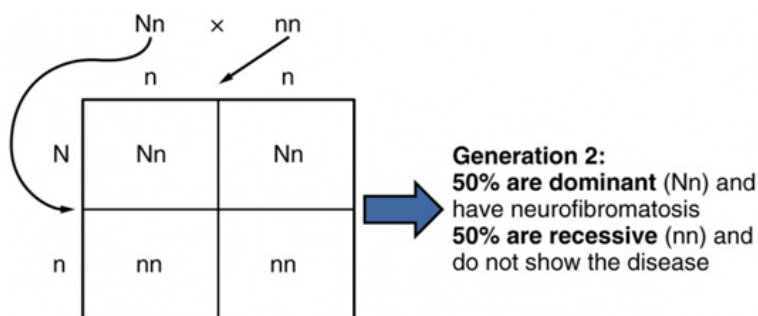 Nn × nn
n n
N Nn Nn
n nn nn
Generation 2:
50% are dominant (Nn) and
have neurofibromatosis
50% are recessive (nn) and
do not show the disease